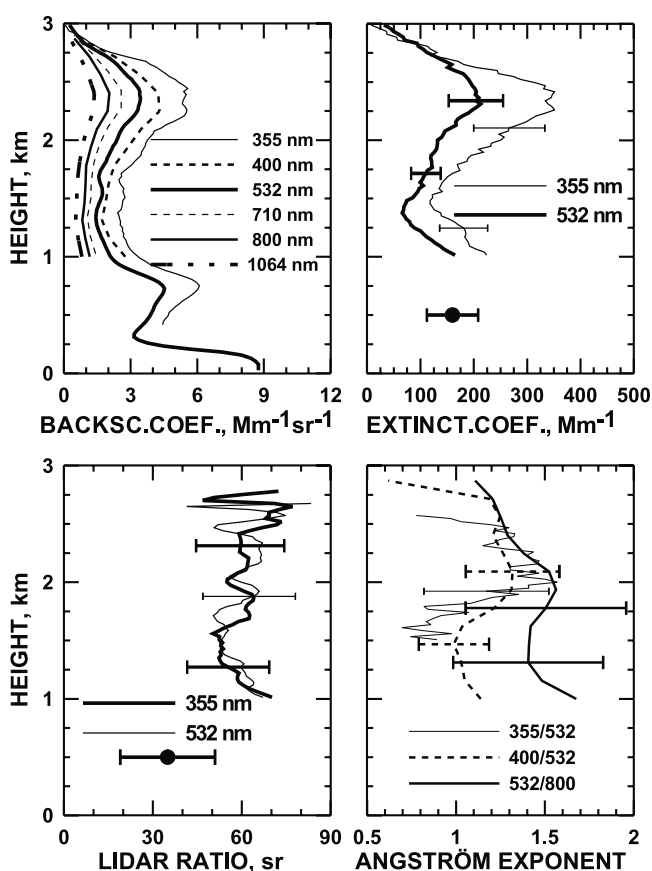 3
2
1
0
HEIGHT, km
355 nm
400 nm
532 nm
710 nm
800 nm
1064 nm
0 3 6 9 12
BACKSC.COEF., Mm⁻¹sr⁻¹
355 nm
532 nm
0 100 200 300 400 500
EXTINCT.COEF., Mm⁻¹
3
2
1
0
HEIGHT, km
355 nm
532 nm
0 30 60 90
LIDAR RATIO, sr
355/532
400/532
532/800
0.5 1 1.5 2
ANGSTRÖM EXPONENT